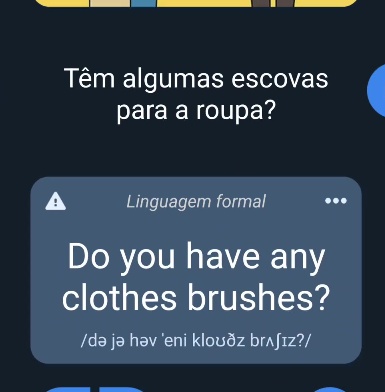 Têm algumas escovas
para a roupa?
Linguagem formal
Do you have any
clothes brushes?
/də jə həv ˈeni kloʊðz brʌʃɪz?/